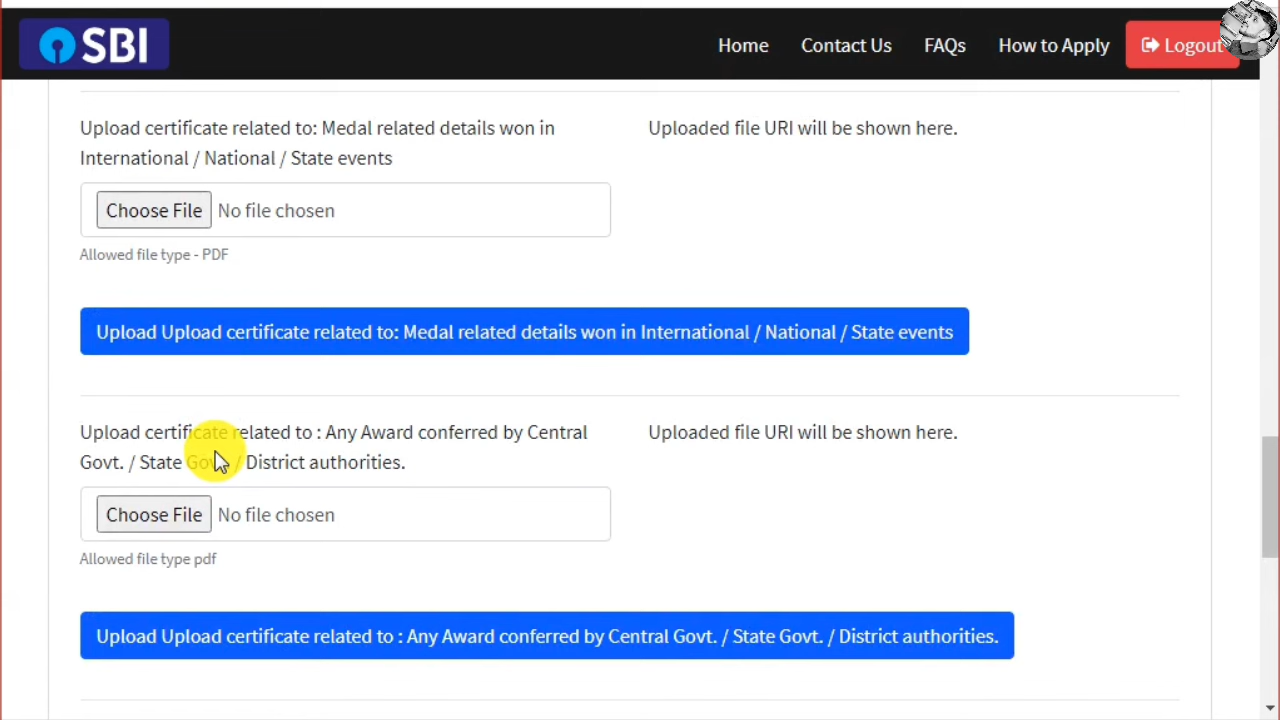 SBI
Home
Contact Us
FAQs
How to Apply
Logout
Upload certificate related to: Medal related details won in
International / National / State events
Uploaded file URI will be shown here.
Choose File No file chosen
Allowed file type - PDF
Upload Upload certificate related to: Medal related details won in International / National / State events
Upload certificate related to : Any Award conferred by Central
Govt. / State Govt. / District authorities.
Uploaded file URI will be shown here.
Choose File No file chosen
Allowed file type pdf
Upload Upload certificate related to : Any Award conferred by Central Govt. / State Govt. / District authorities.